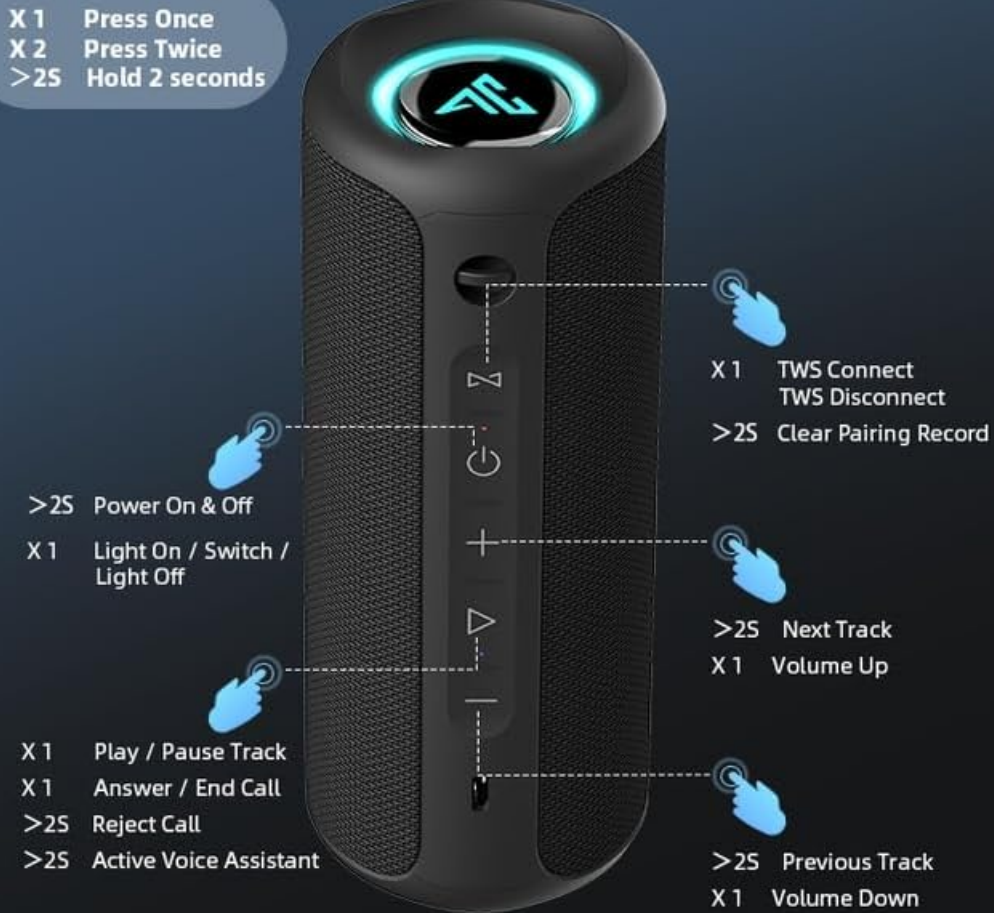 X 1 Press Once
X 2 Press Twice
>2S Hold 2 seconds
X 1 TWS Connect
TWS Disconnect
>2S Clear Pairing Record
>2S Power On & Off
X 1 Light On / Switch /
Light Off
>2S Next Track
X 1 Volume Up
X 1 Play / Pause Track
X 1 Answer / End Call
>2S Reject Call
>2S Active Voice Assistant
>2S Previous Track
X 1 Volume Down